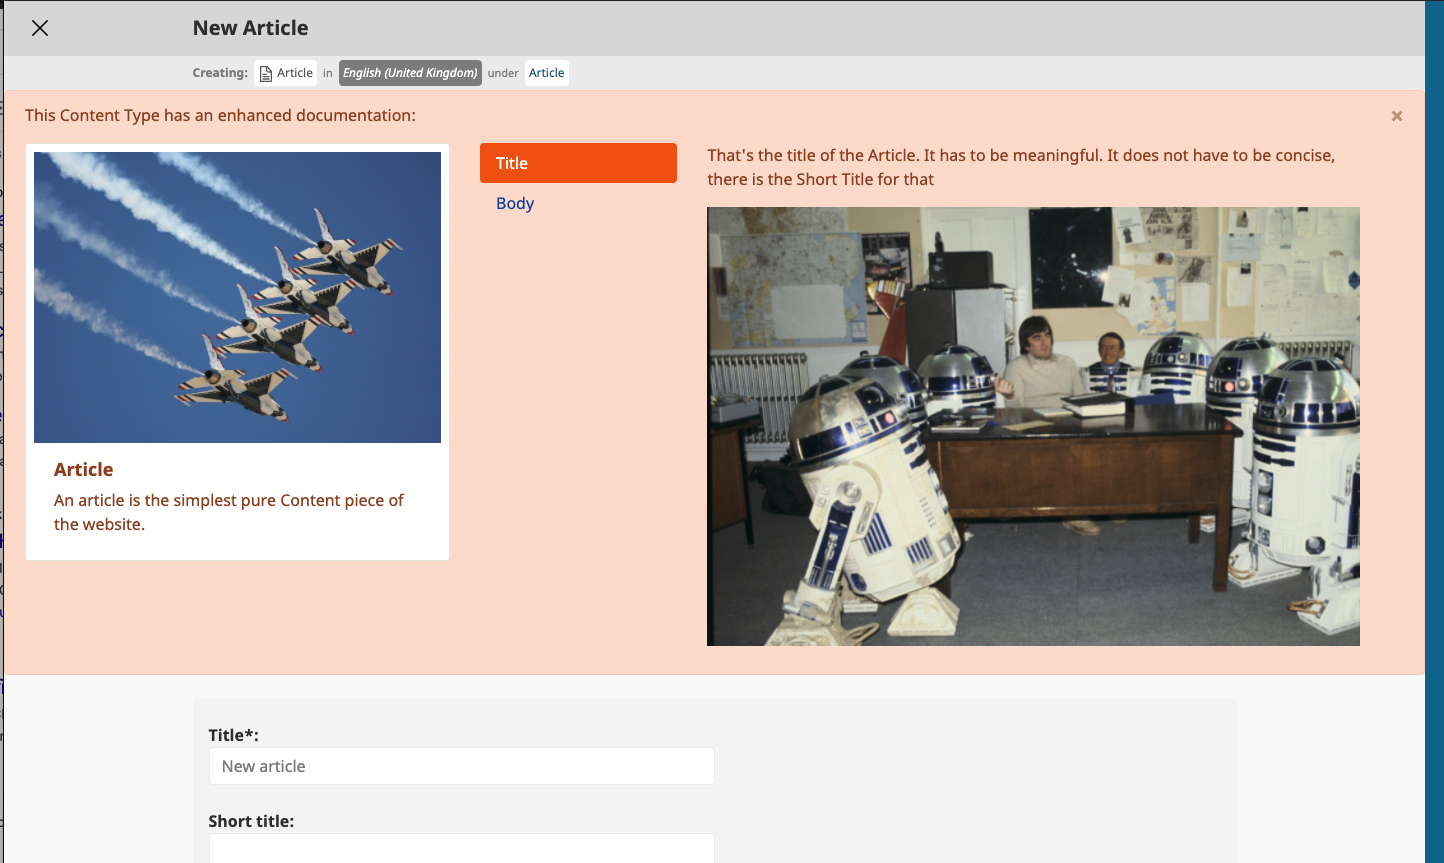 New Article
Creating: Article in English (United Kingdom) under Article
This Content Type has an enhanced documentation:
Title
Body
That's the title of the Article. It has to be meaningful. It does not have to be concise,
there is the Short Title for that
Article
An article is the simplest pure Content piece of
the website.
Title*:
New article
Short title: